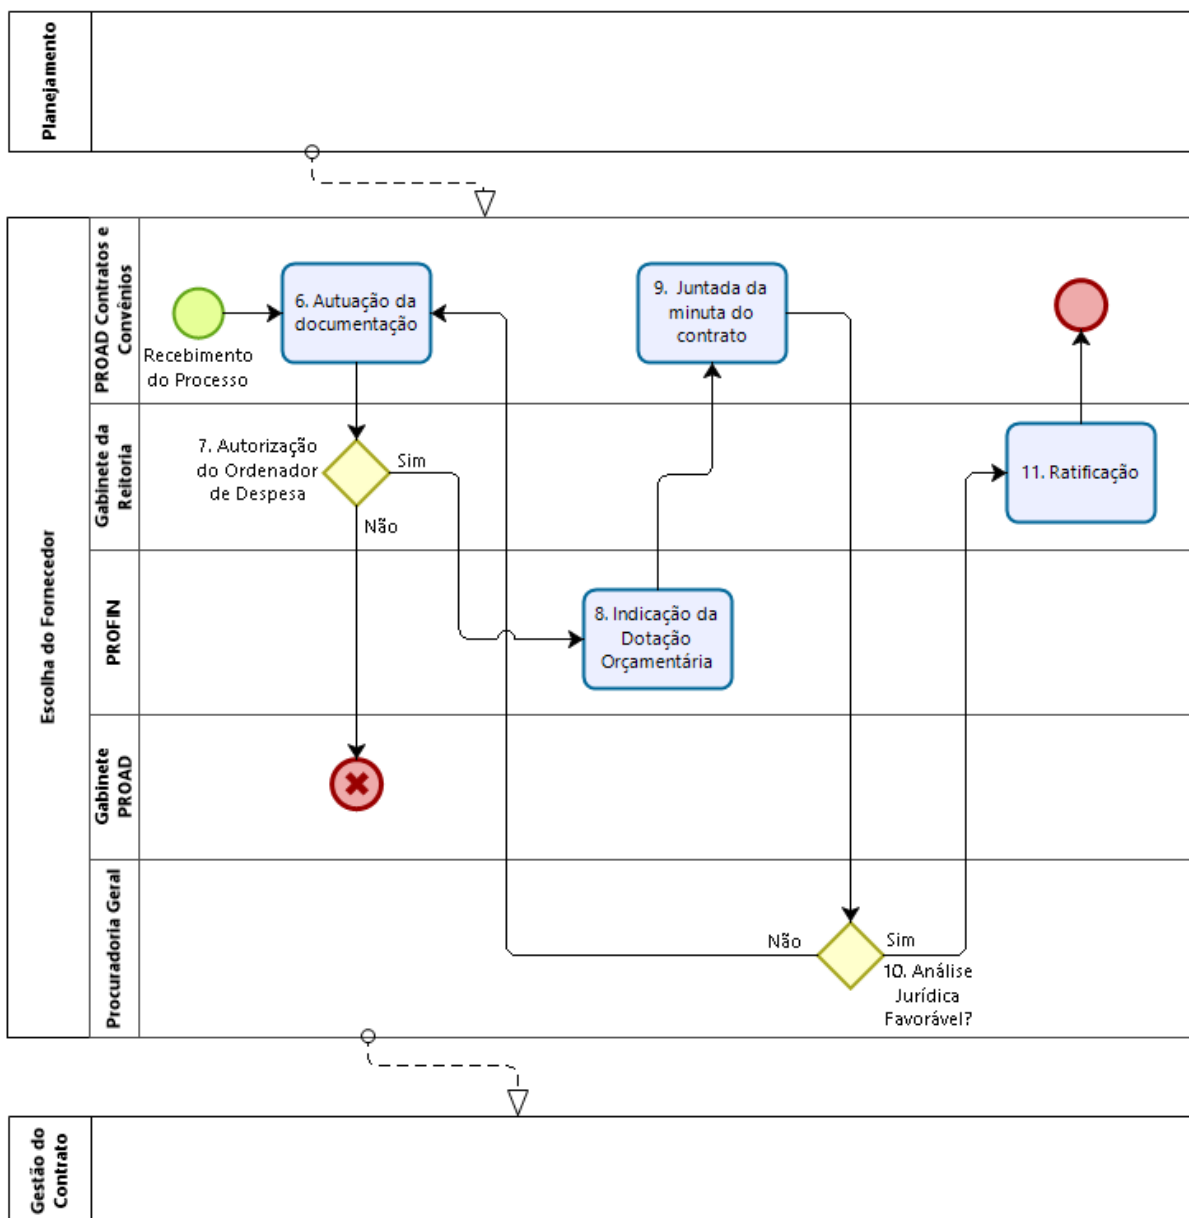 Planejamento
Escolha do Fornecedor
PROAD Contratos e
Convênios
Recebimento
do Processo
6. Autuação da
documentação
9. Juntada da
minuta do
contrato
Gabinete da
Reitoria
7. Autorização
do Ordenador
de Despesa
Sim
Não
11. Ratificação
PROFIN
8. Indicação da
Dotação
Orçamentária
Gabinete
PROAD
Procuradoria Geral
Não
Sim
10. Análise
Jurídica
Favorável?
Gestão do
Contrato